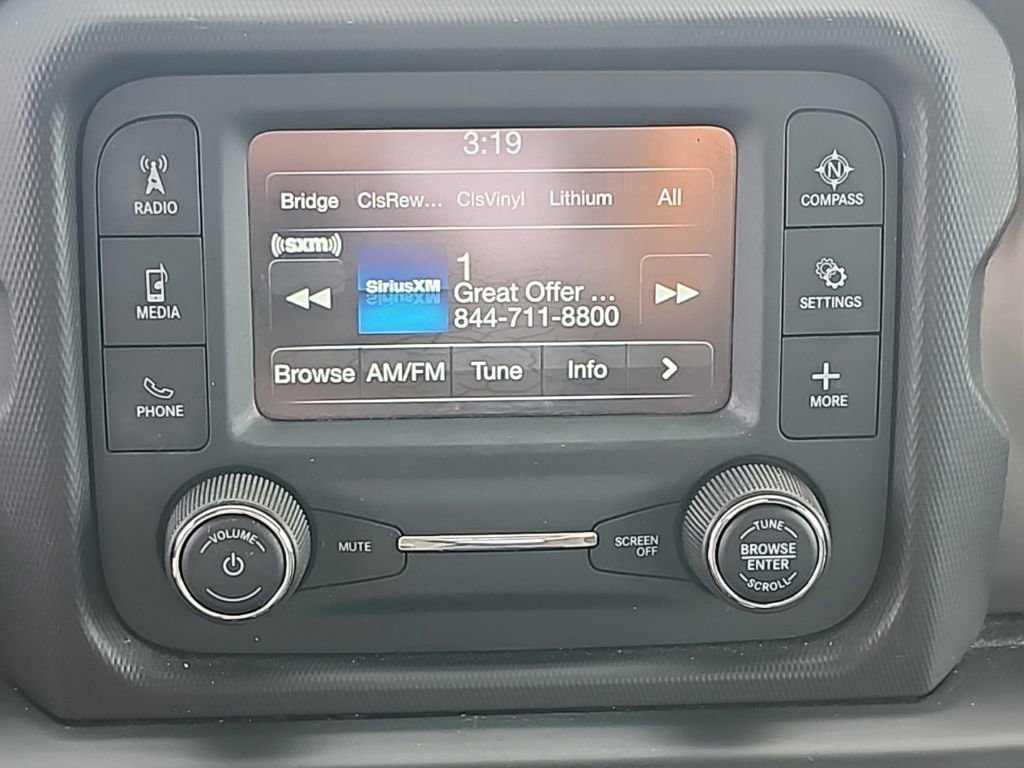 3:19
Bridge ClsRew... ClsVinyl Lithium All
((sxm))
SiriusXM
1
Great Offer ...
844-711-8800
Browse AM/FM Tune Info >
RADIO
MEDIA
PHONE
N
COMPASS
SETTINGS
MORE
VOLUME
MUTE
SCREEN
OFF
TUNE
BROWSE
ENTER
SCROLL